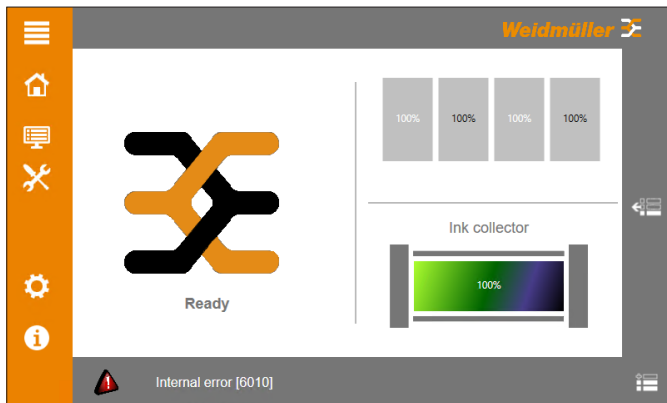 Weidmüller
100% 100% 100% 100%
Ink collector
100%
Ready
Internal error [6010]